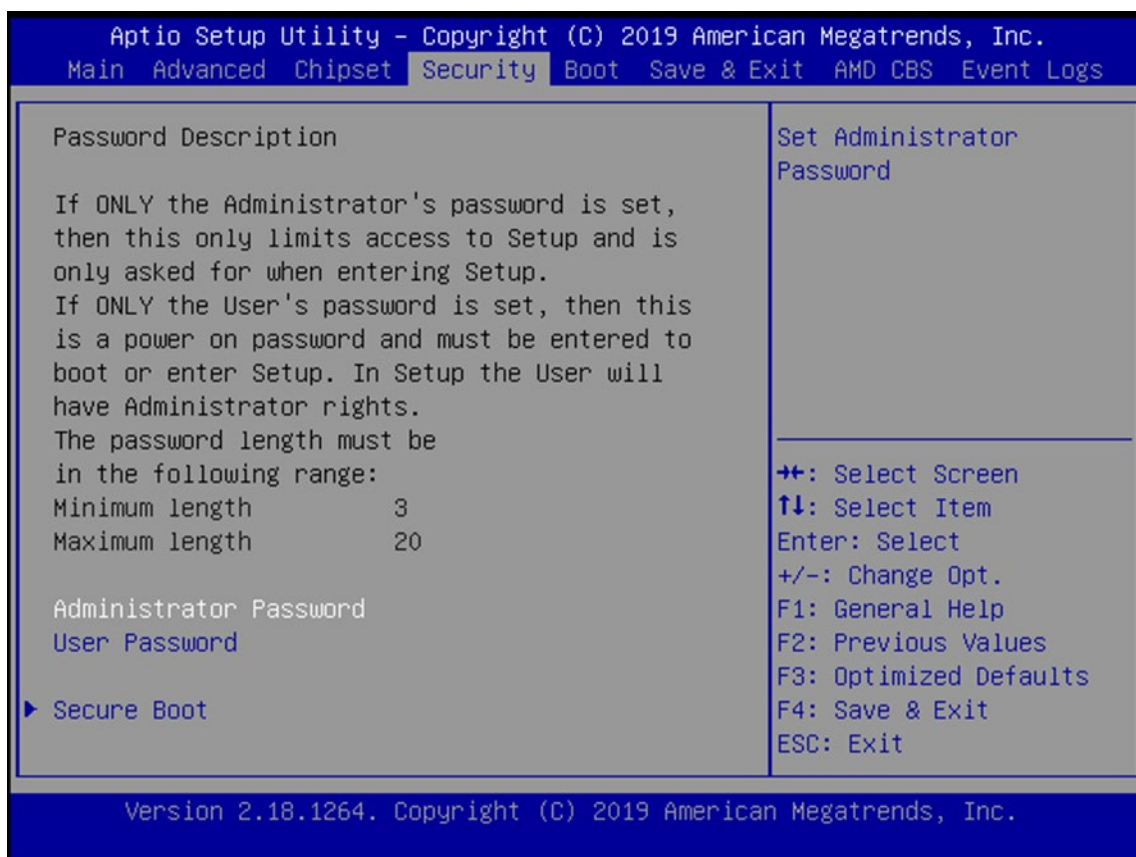 Aptio Setup Utility – Copyright (C) 2019 American Megatrends, Inc.
Main Advanced Chipset Security Boot Save & Exit AMD CBS Event Logs
Password Description
If ONLY the Administrator's password is set,
then this only limits access to Setup and is
only asked for when entering Setup.
If ONLY the User's password is set, then this
is a power on password and must be entered to
boot or enter Setup. In Setup the User will
have Administrator rights.
The password length must be
in the following range:
Minimum length 3
Maximum length 20
Administrator Password
User Password
Secure Boot
Set Administrator
Password
→←: Select Screen
↑↓: Select Item
Enter: Select
+/-: Change Opt.
F1: General Help
F2: Previous Values
F3: Optimized Defaults
F4: Save & Exit
ESC: Exit
Version 2.18.1264. Copyright (C) 2019 American Megatrends, Inc.